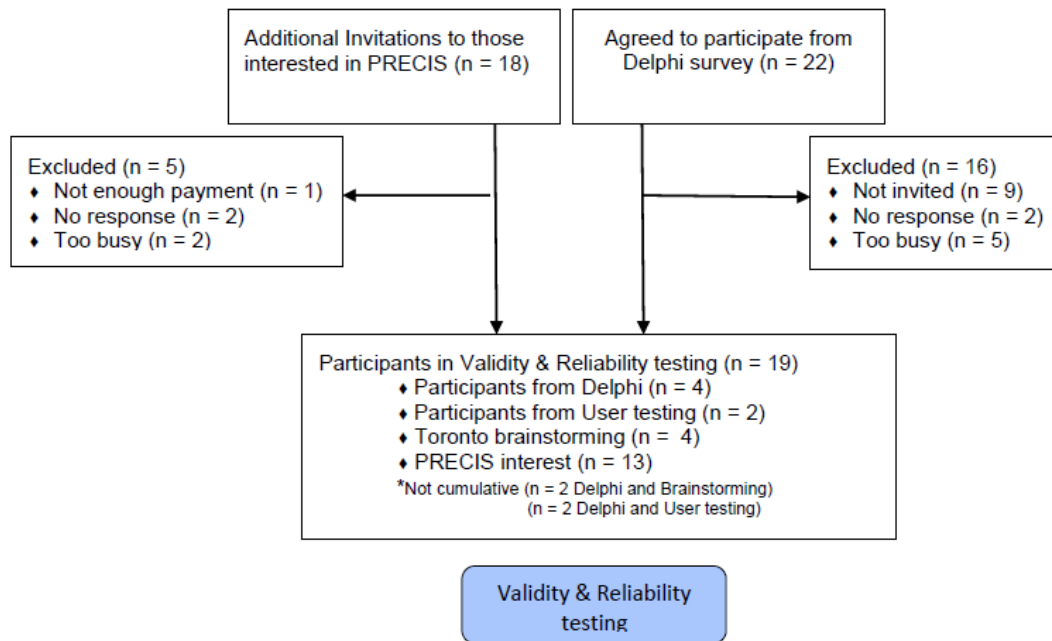 Additional Invitations to those
interested in PRECIS (n = 18)
Agreed to participate from
Delphi survey (n = 22)
Excluded (n = 5)
♦ Not enough payment (n = 1)
♦ No response (n = 2)
♦ Too busy (n = 2)
Excluded (n = 16)
♦ Not invited (n = 9)
♦ No response (n = 2)
♦ Too busy (n = 5)
Participants in Validity & Reliability testing (n = 19)
♦ Participants from Delphi (n = 4)
♦ Participants from User testing (n = 2)
♦ Toronto brainstorming (n =  4)
♦ PRECIS interest (n = 13)
*Not cumulative (n = 2 Delphi and Brainstorming)
(n = 2 Delphi and User testing)
Validity & Reliability
testing